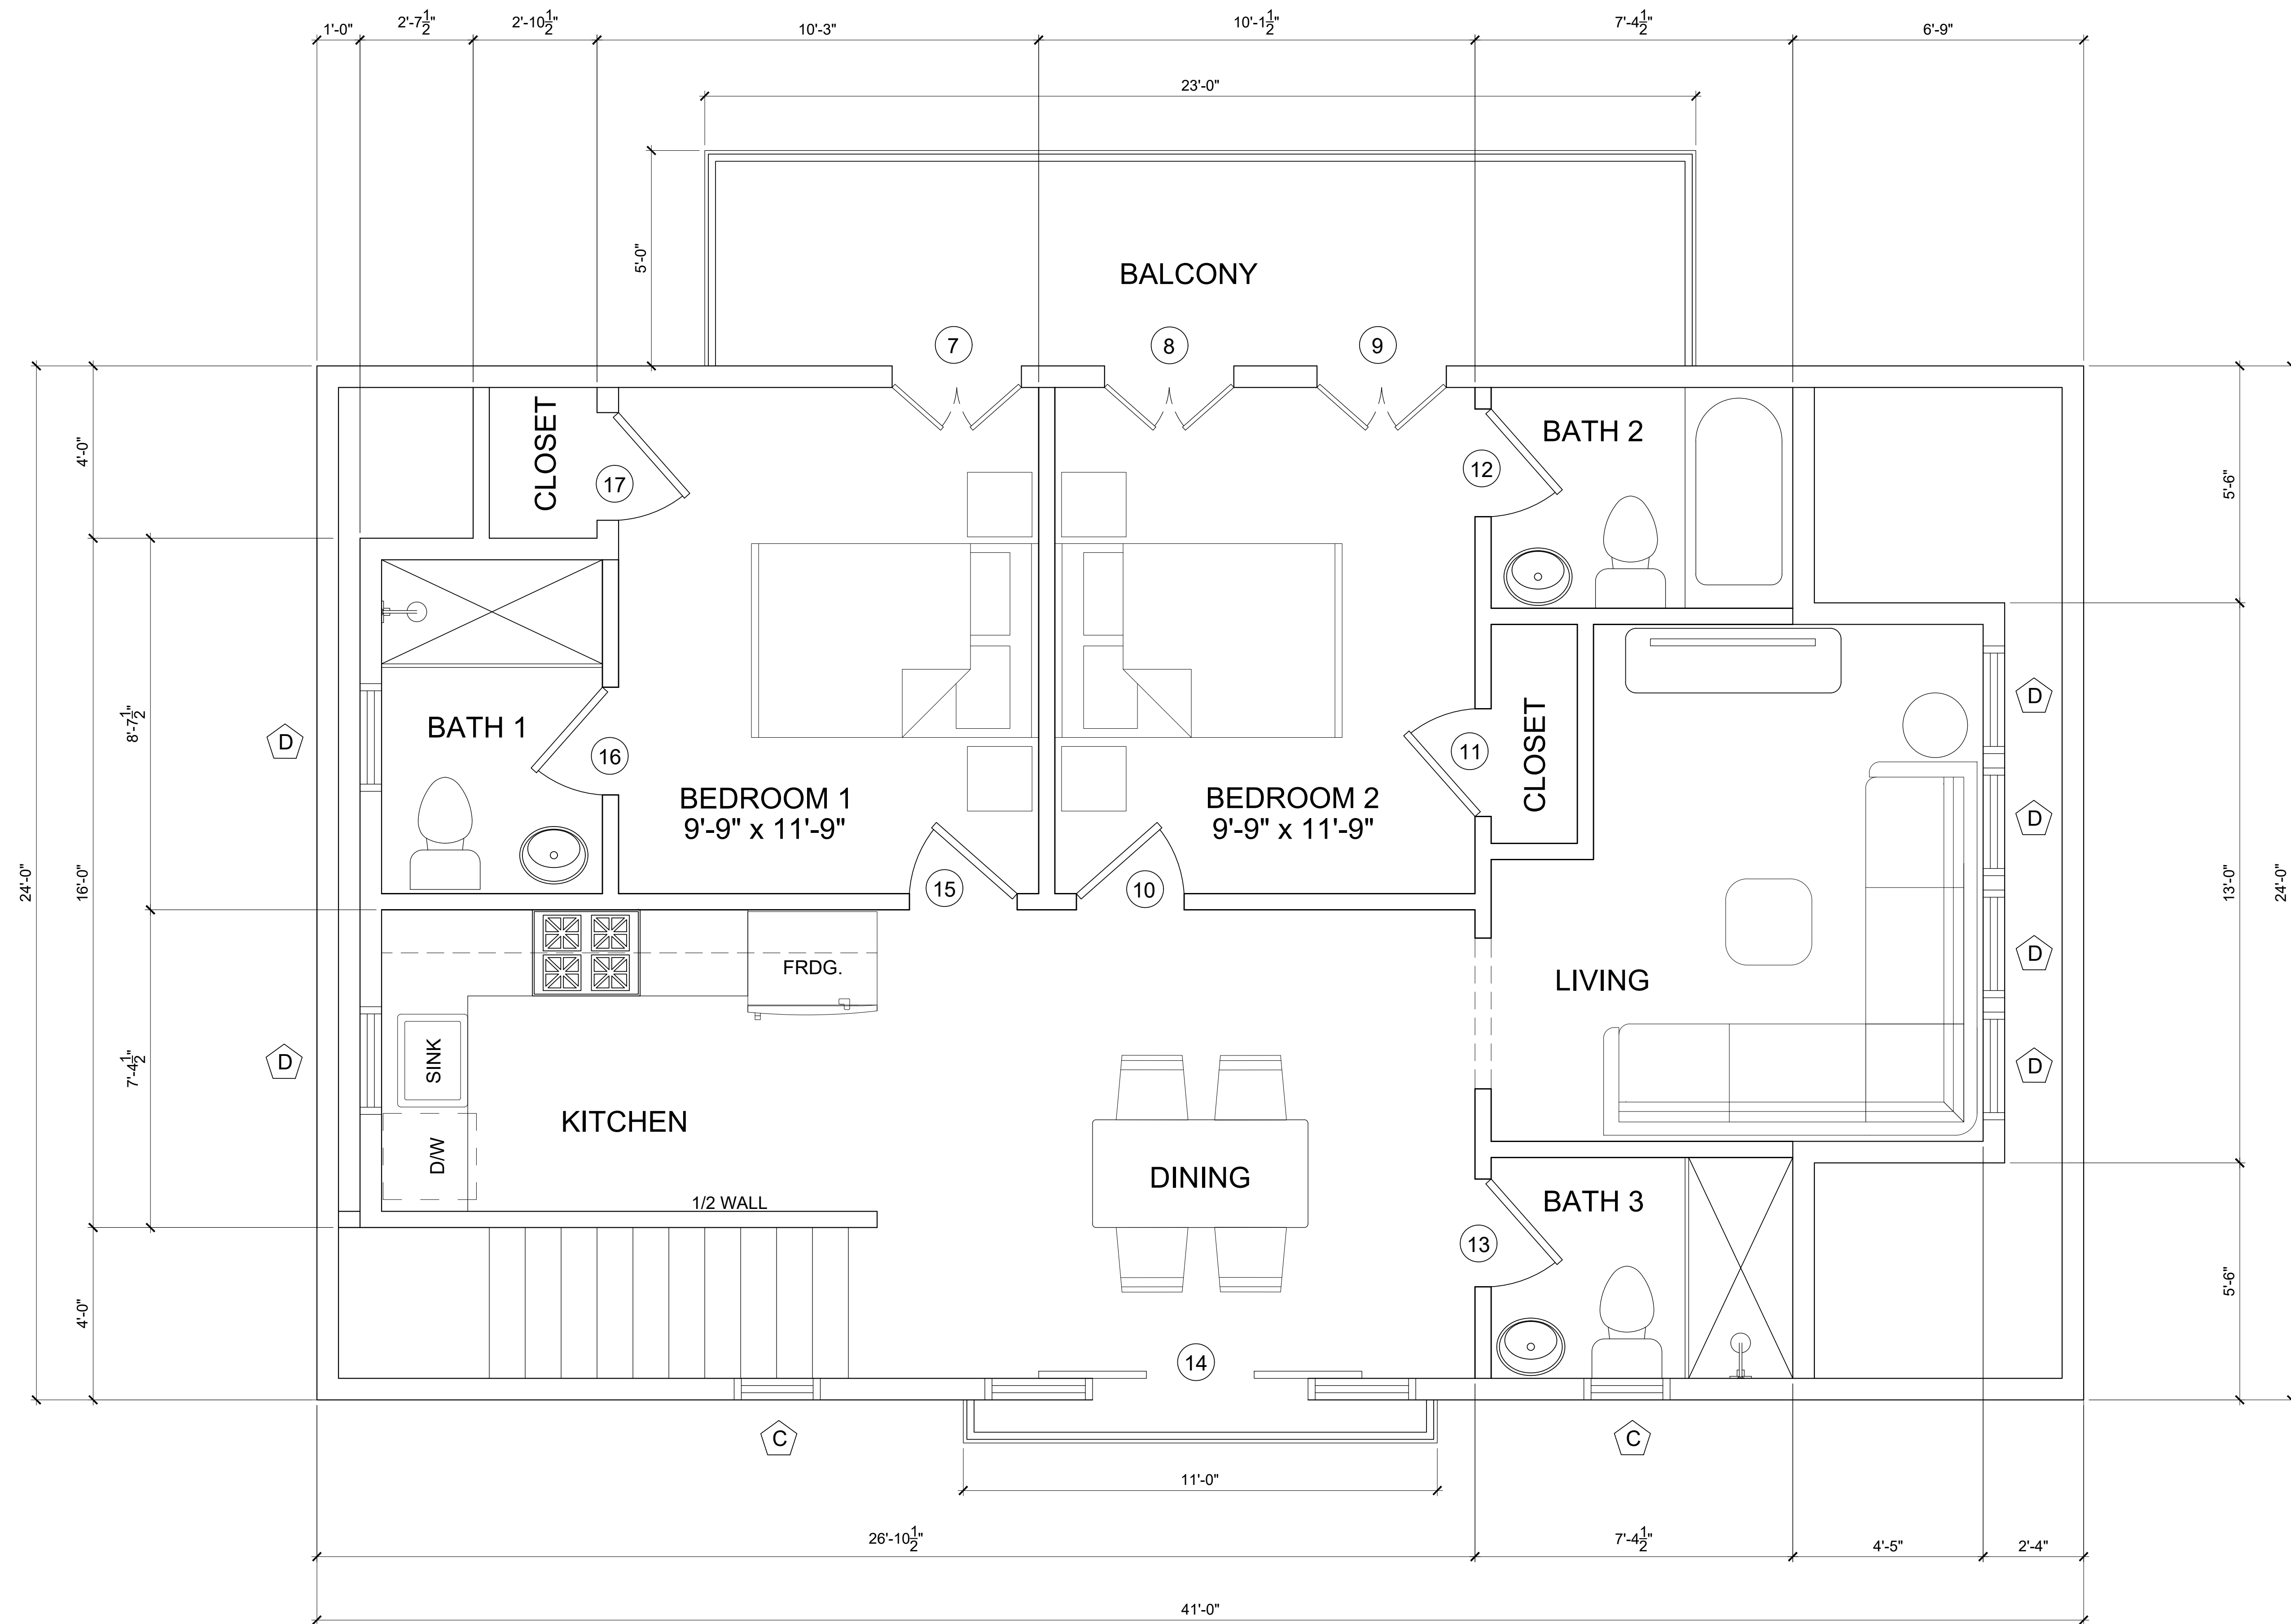 1'-0"
2'-7 1/2"
2'-10 1/2"
10'-3"
10'-1 1/2"
7'-4 1/2"
6'-9"
23'-0"
5'-0"
BALCONY
7
8
9
CLOSET
17
12
BATH 2
4'-0"
5'-6"
24'-0"
16'-0"
8'-7 1/2"
D
BATH 1
16
BEDROOM 1
9'-9" x 11'-9"
BEDROOM 2
9'-9" x 11'-9"
11
CLOSET
D
D
15
10
13'-0"
24'-0"
FRDG.
LIVING
D
D
7'-4 1/2"
D
SINK
KITCHEN
D/W
DINING
1/2 WALL
BATH 3
13
4'-0"
5'-6"
14
C
C
11'-0"
26'-10 1/2"
7'-4 1/2"
4'-5"
2'-4"
41'-0"